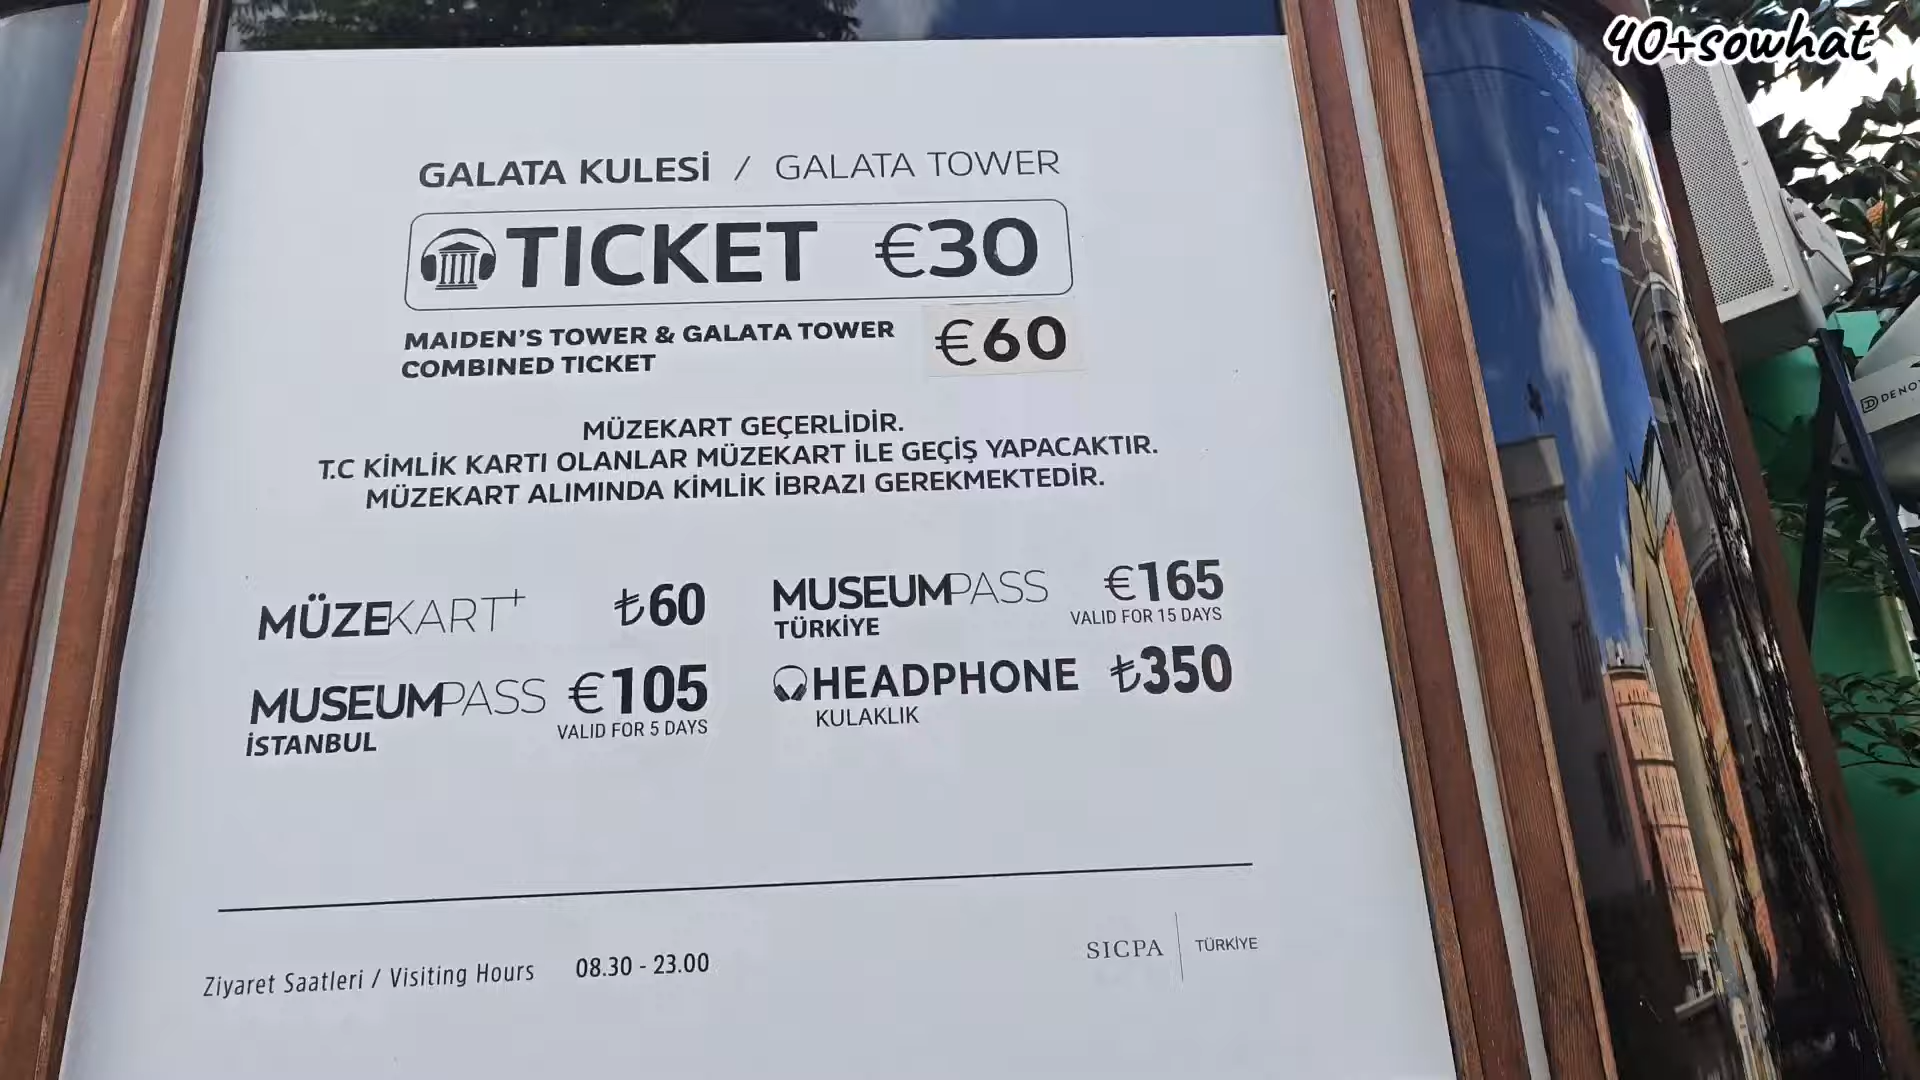 40+sowhat
GALATA KULESİ / GALATA TOWER
TICKET €30
MAIDEN'S TOWER & GALATA TOWER
COMBINED TICKET €60
MÜZEKART GEÇERLİDİR.
T.C KİMLİK KARTI OLANLAR MÜZEKART İLE GEÇİŞ YAPACAKTIR.
MÜZEKART ALIMINDA KİMLİK İBRAZI GEREKMEKTEDİR.
MÜZEKART+ ₺60
MUSEUMPASS €105
VALID FOR 5 DAYS
İSTANBUL
MUSEUMPASS €165
VALID FOR 15 DAYS
TÜRKİYE
HEADPHONE ₺350
KULAKLIK
Ziyaret Saatleri / Visiting Hours 08.30 - 23.00
SICPA | TÜRKİYE